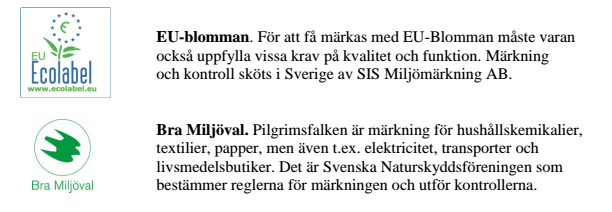 EU
Ecolabel
www.ecolabel.eu
EU-blomman. För att få märkas med EU-Blomman måste varan
också uppfylla vissa krav på kvalitet och funktion. Märkning
och kontroll sköts i Sverige av SIS Miljömärkning AB.
Bra Miljöval
Bra Miljöval. Pilgrimsfalken är märkning för hushållskemikalier,
textilier, papper, men även t.ex. elektricitet, transporter och
livsmedelsbutiker. Det är Svenska Naturskyddsföreningen som
bestämmer reglerna för märkningen och utför kontrollerna.